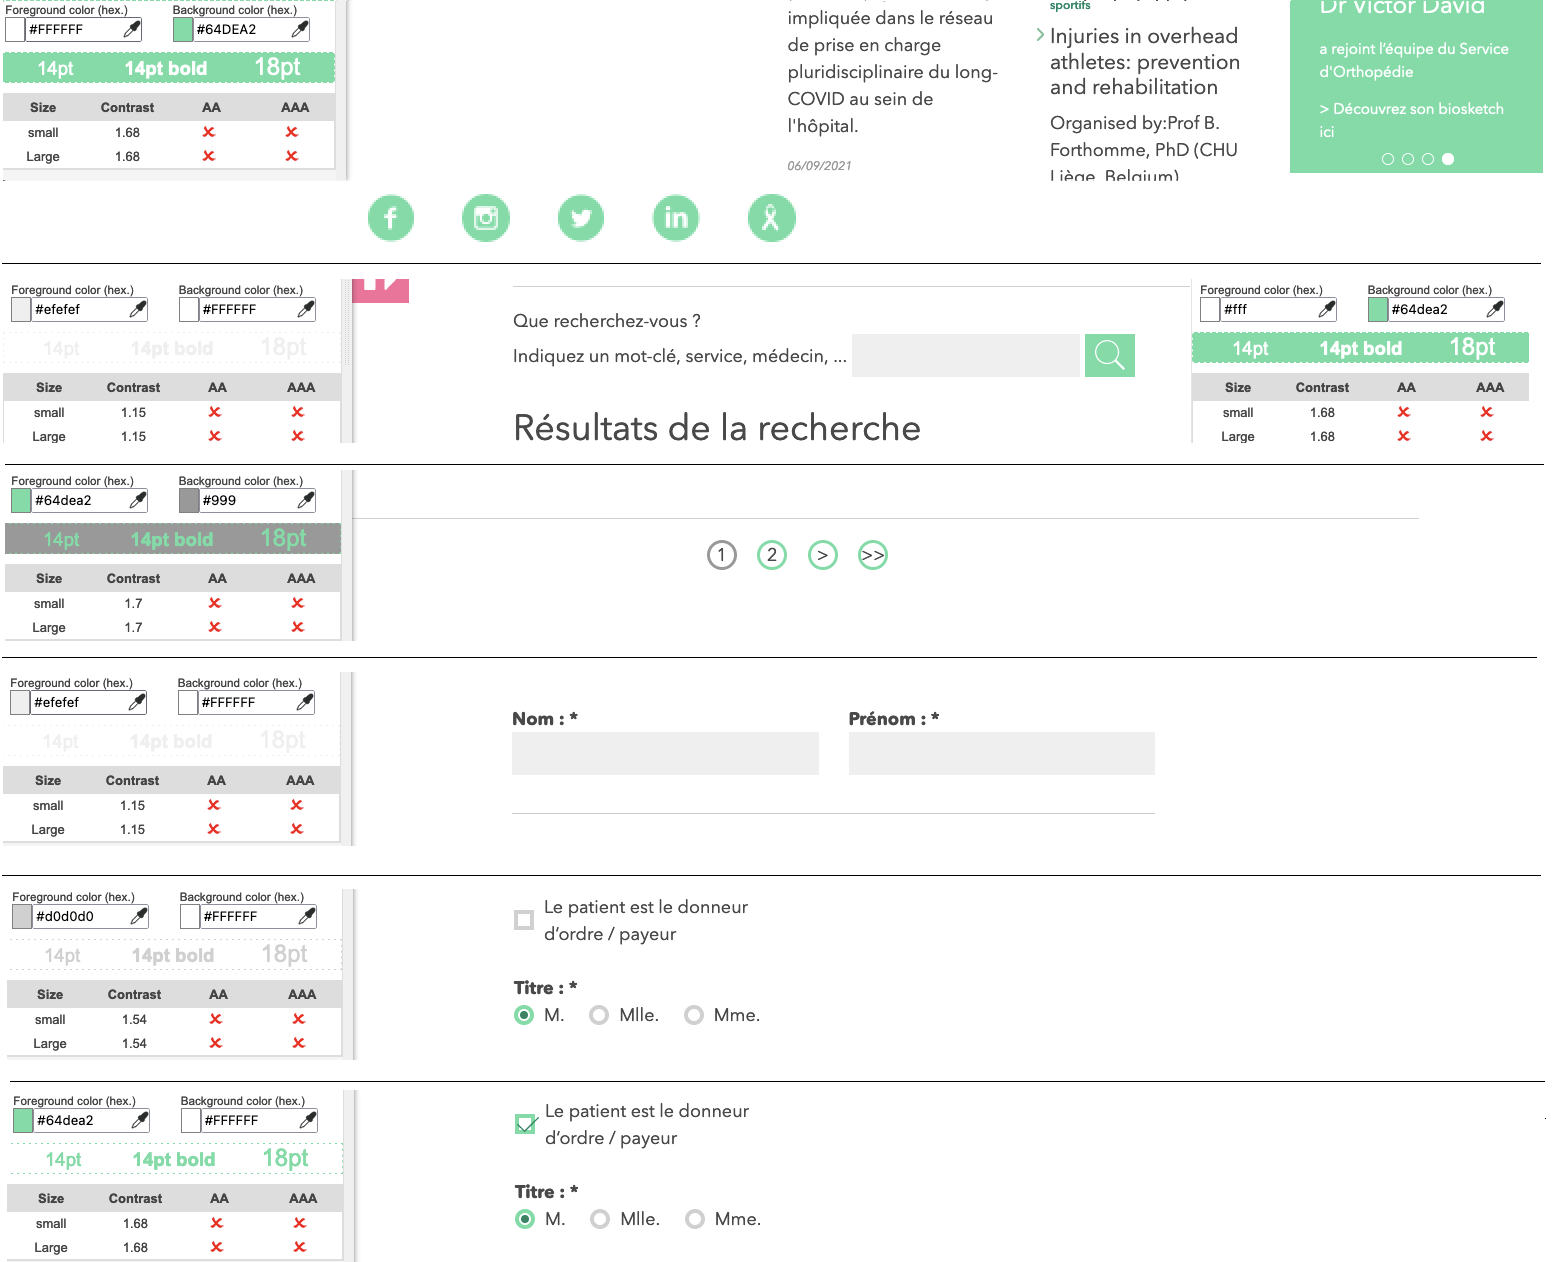 Foreground color (hex.) Background color (hex.)
#FFFFFF #64DEA2
14pt 14pt bold 18pt
Size Contrast AA AAA
small 1.68 ✘ ✘
Large 1.68 ✘ ✘
impliquée dans le réseau
de prise en charge
pluridisciplinaire du long-
COVID au sein de
l'hôpital.
06/09/2021
sportifs
Injuries in overhead
athletes: prevention
and rehabilitation
Organised by:Prof B.
Forthomme, PhD (CHU
Liège, Belgium)
Dr Victor David
a rejoint l’équipe du Service
d'Orthopédie
> Découvrez son biosketch
ici
f
in
Foreground color (hex.) Background color (hex.)
#efefef #FFFFFF
14pt 14pt bold 18pt
Size Contrast AA AAA
small 1.15 ✘ ✘
Large 1.15 ✘ ✘
Que recherchez-vous ?
Indiquez un mot-clé, service, médecin, ...
Résultats de la recherche
Foreground color (hex.) Background color (hex.)
#fff #64dea2
14pt 14pt bold 18pt
Size Contrast AA AAA
small 1.68 ✘ ✘
Large 1.68 ✘ ✘
Foreground color (hex.) Background color (hex.)
#64dea2 #999
14pt 14pt bold 18pt
Size Contrast AA AAA
small 1.7 ✘ ✘
Large 1.7 ✘ ✘
1 2 > >>
Foreground color (hex.) Background color (hex.)
#efefef #FFFFFF
14pt 14pt bold 18pt
Size Contrast AA AAA
small 1.15 ✘ ✘
Large 1.15 ✘ ✘
Nom : * Prénom : *
Foreground color (hex.) Background color (hex.)
#d0d0d0 #FFFFFF
14pt 14pt bold 18pt
Size Contrast AA AAA
small 1.54 ✘ ✘
Large 1.54 ✘ ✘
Le patient est le donneur
d’ordre / payeur
Titre : *
M. Mlle. Mme.
Foreground color (hex.) Background color (hex.)
#64dea2 #FFFFFF
14pt 14pt bold 18pt
Size Contrast AA AAA
small 1.68 ✘ ✘
Large 1.68 ✘ ✘
Le patient est le donneur
d’ordre / payeur
Titre : *
M. Mlle. Mme.